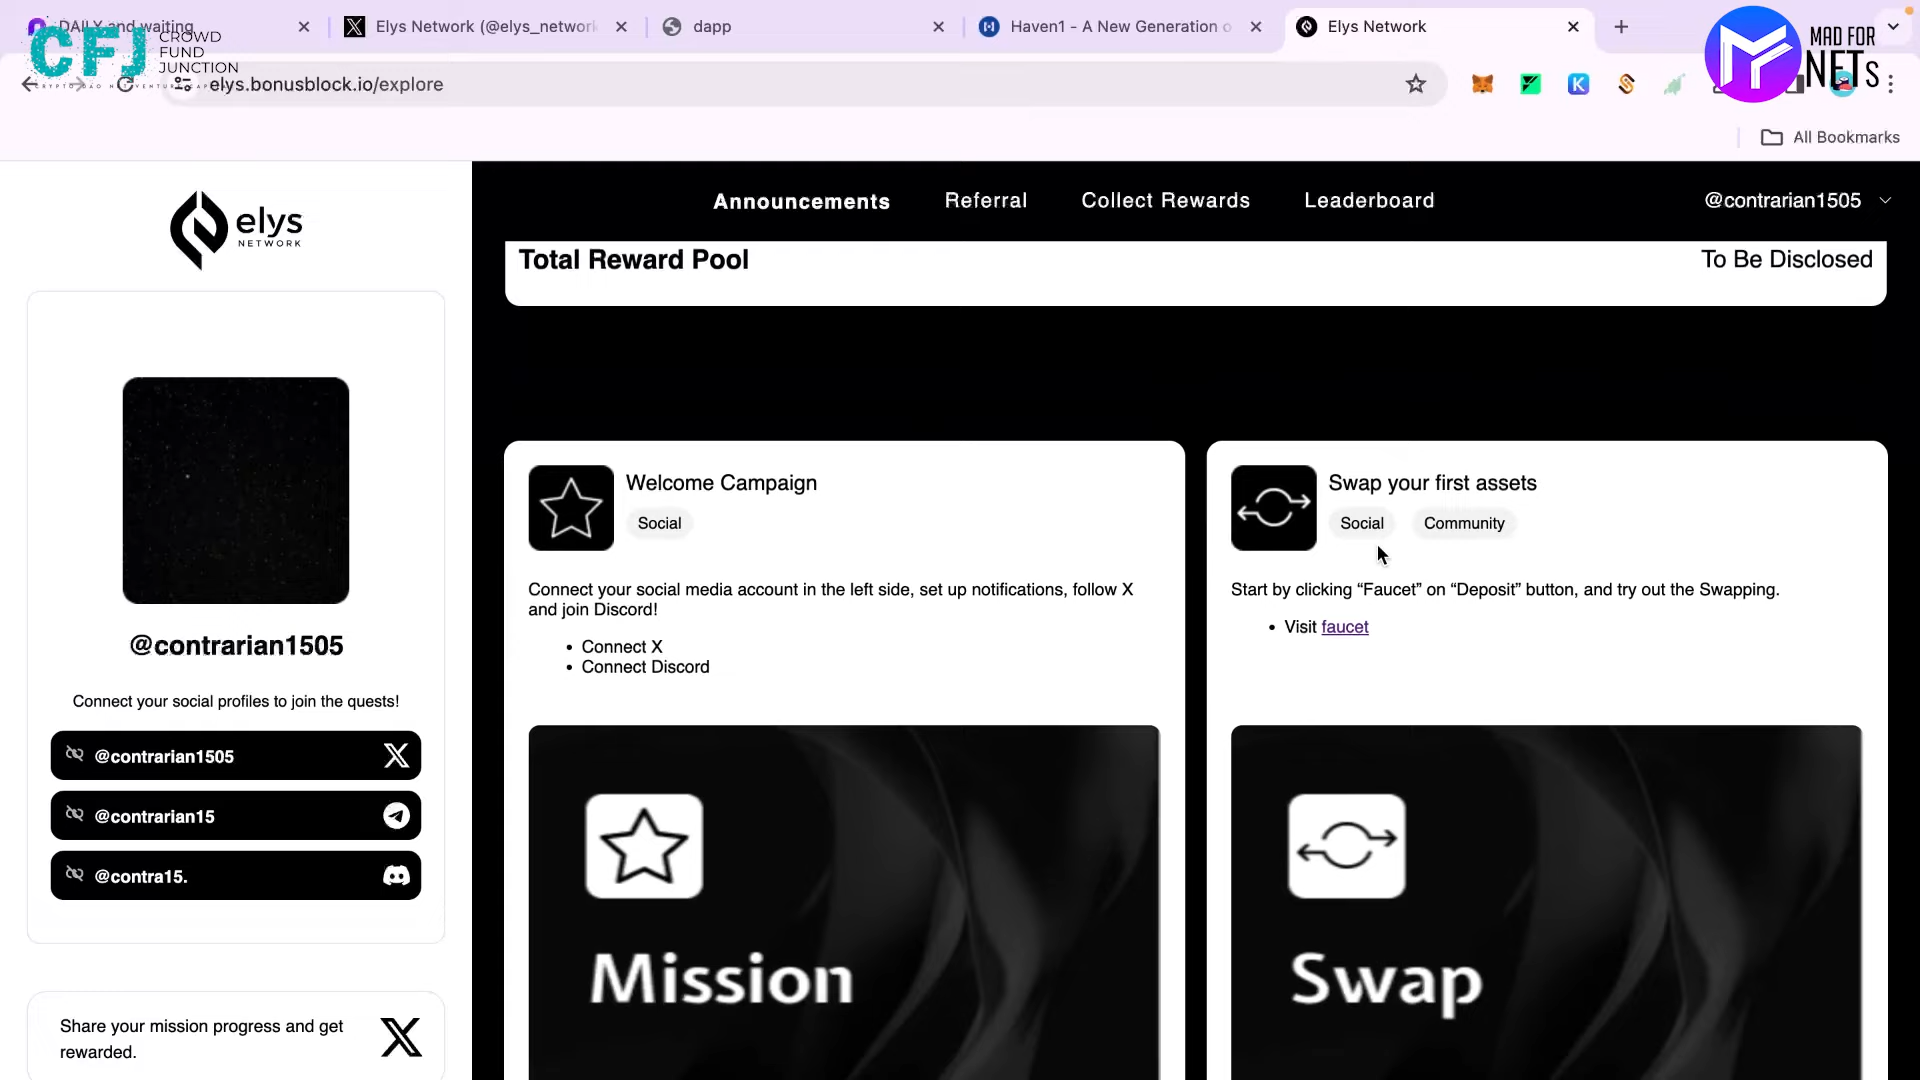 DAILY and waiting
Elys Network (@elys_network
dapp
Haven1 - A New Generation o
Elys Network
CFJ
CROWD
FUND
JUNCTION
MAD FOR
NFTs
elys.bonusblock.io/explore
All Bookmarks
elys
NETWORK
Announcements
Referral
Collect Rewards
Leaderboard
@contrarian1505
Total Reward Pool
To Be Disclosed
@contrarian1505
Connect your social profiles to join the quests!
@contrarian1505
@contrarian15
@contra15.
Share your mission progress and get
rewarded.
Welcome Campaign
Social
Connect your social media account in the left side, set up notifications, follow X
and join Discord!
• Connect X
• Connect Discord
Mission
Swap your first assets
Social
Community
Start by clicking “Faucet” on “Deposit” button, and try out the Swapping.
• Visit faucet
Swap